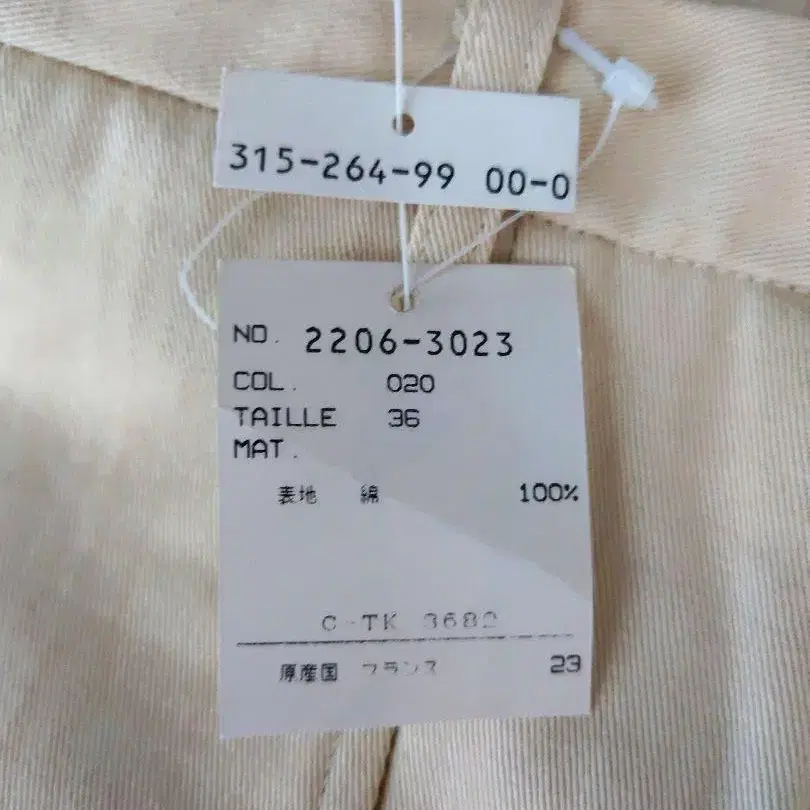 315-264-99 00-0
NO. 2206-3023
COL. 020
TAILLE 36
MAT.
表地 綿 100%
C-TK 3682
原産国 フランス 23